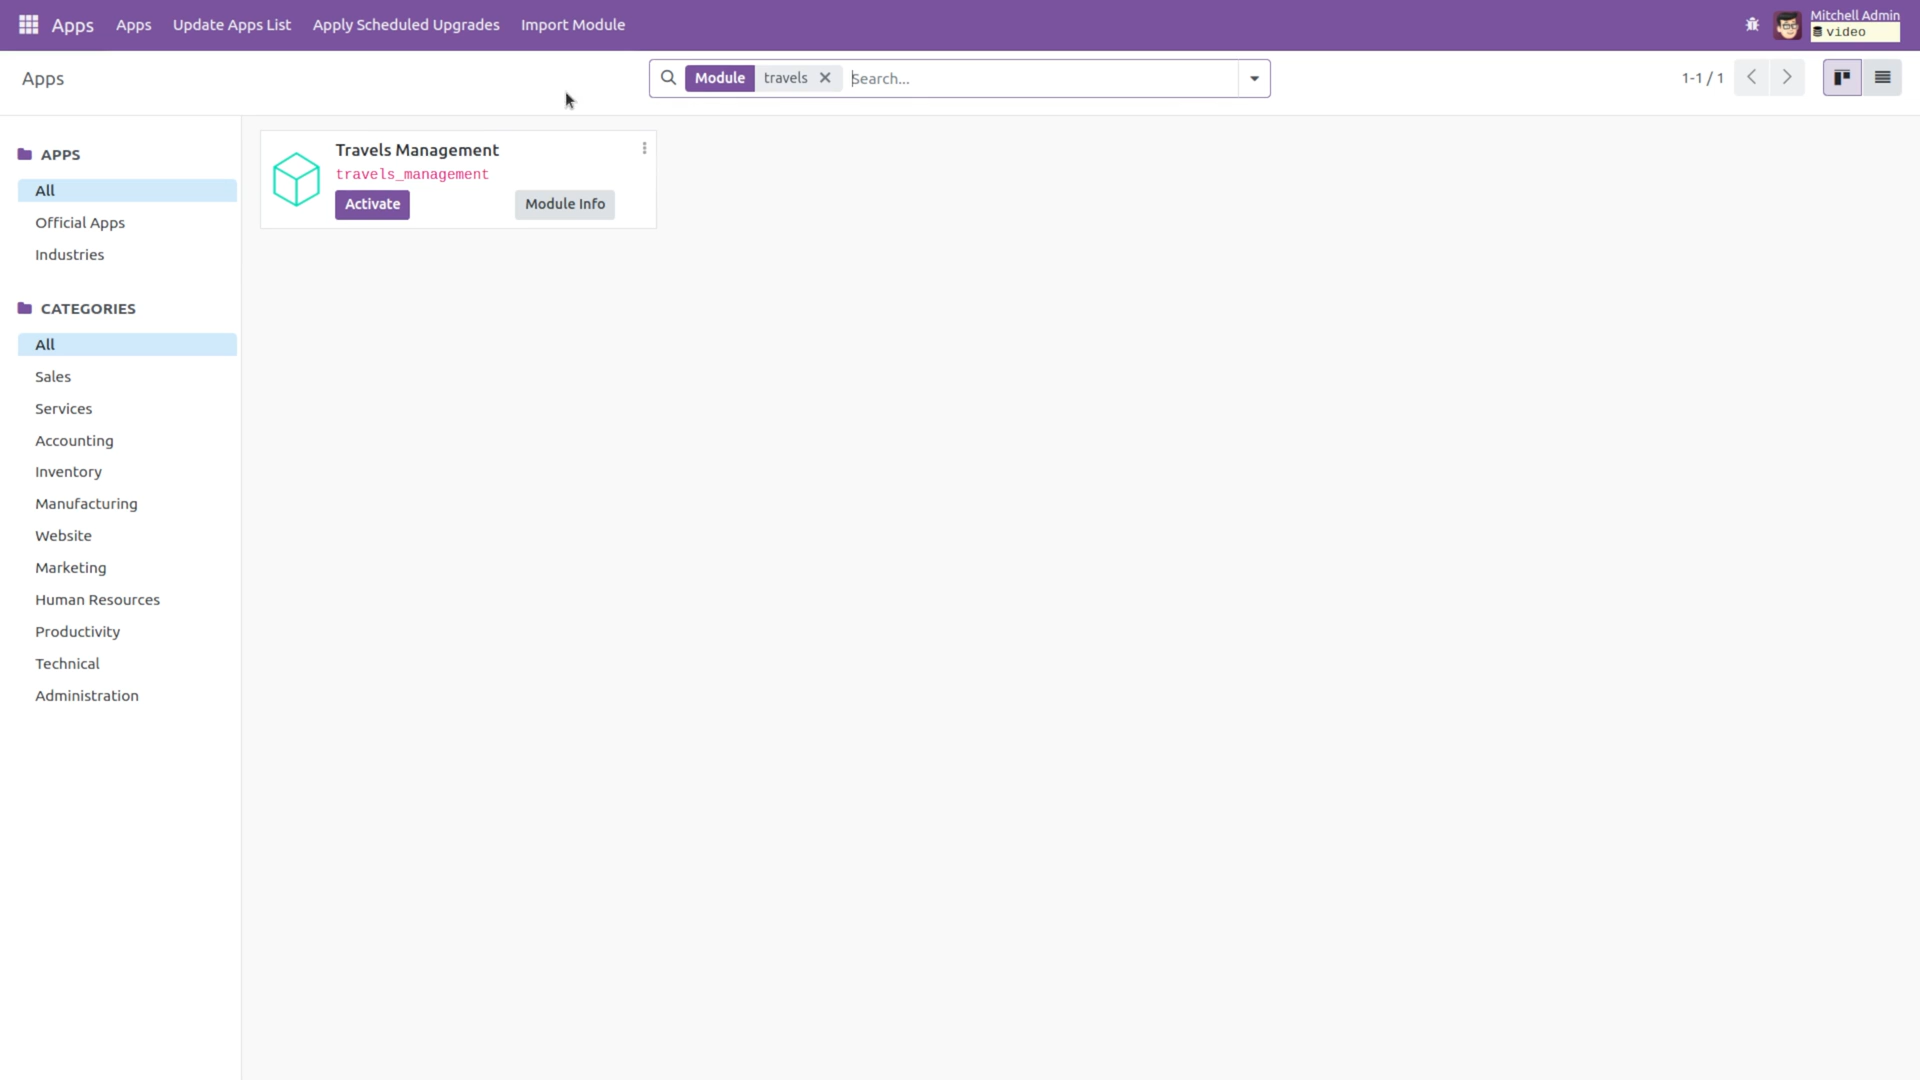 Apps Apps Update Apps List Apply Scheduled Upgrades Import Module Mitchell Admin
video
Apps Module travels Search... 1-1 / 1
APPS
All
Official Apps
Industries
CATEGORIES
All
Sales
Services
Accounting
Inventory
Manufacturing
Website
Marketing
Human Resources
Productivity
Technical
Administration
Travels Management
travels_management
Activate Module Info